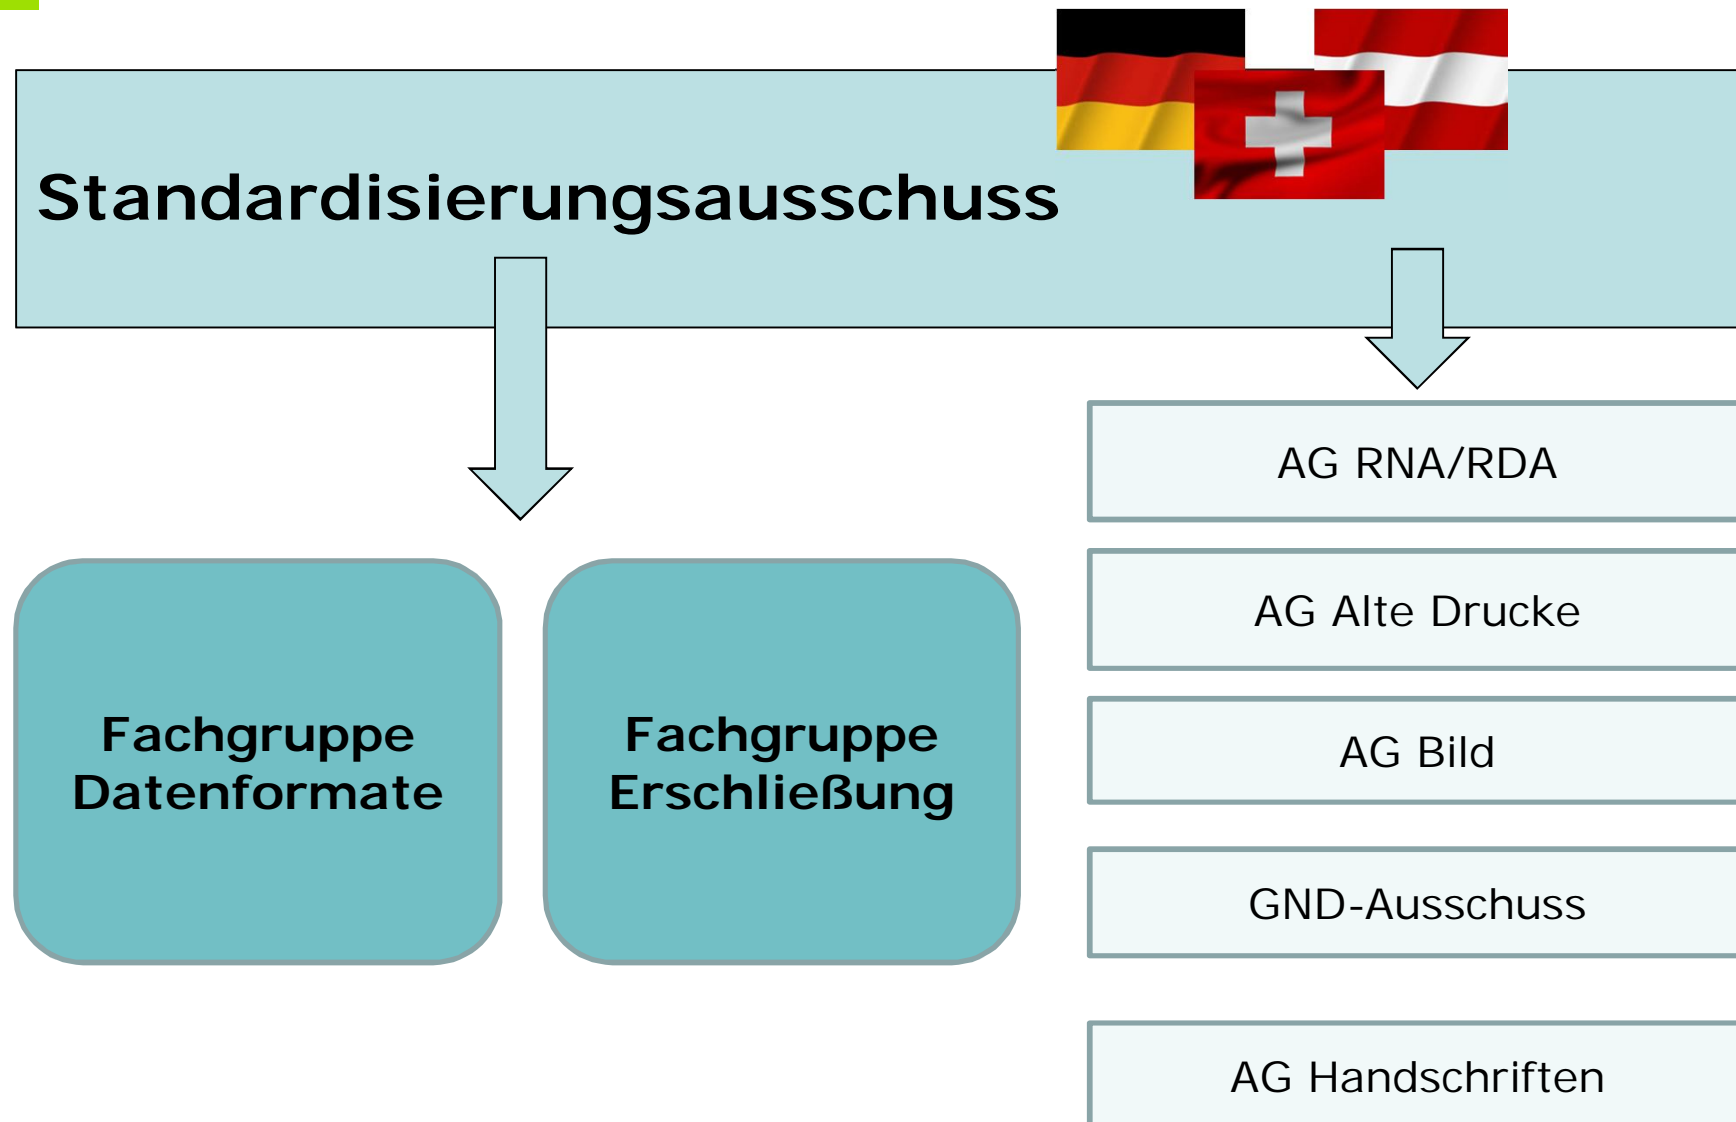 Standardisierungsausschuss
Fachgruppe
Datenformate
Fachgruppe
Erschließung
AG RNA/RDA
AG Alte Drucke
AG Bild
GND-Ausschuss
AG Handschriften